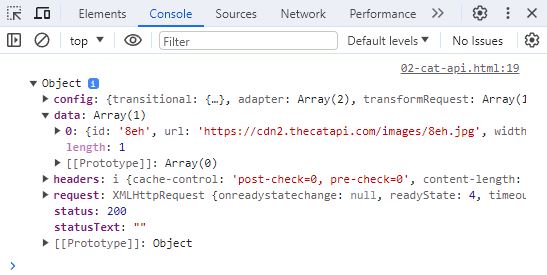 Elements Console Sources Network Performance
top Filter Default levels No Issues
02-cat-api.html:19
Object i
config: {transitional: {…}, adapter: Array(2), transformRequest: Array(1
data: Array(1)
0: {id: '8eh', url: 'https://cdn2.thecatapi.com/images/8eh.jpg', width
length: 1
[[Prototype]]: Array(0)
headers: i {cache-control: 'post-check=0, pre-check=0', content-length:
request: XMLHttpRequest {onreadystatechange: null, readyState: 4, timeou
status: 200
statusText: ""
[[Prototype]]: Object